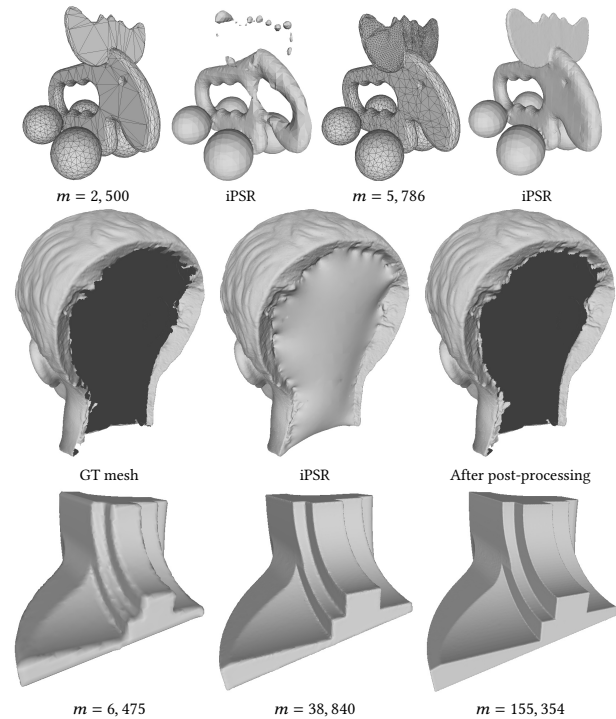 m = 2, 500
iPSR
m = 5, 786
iPSR
GT mesh
iPSR
After post-processing
m = 6, 475
m = 38, 840
m = 155, 354